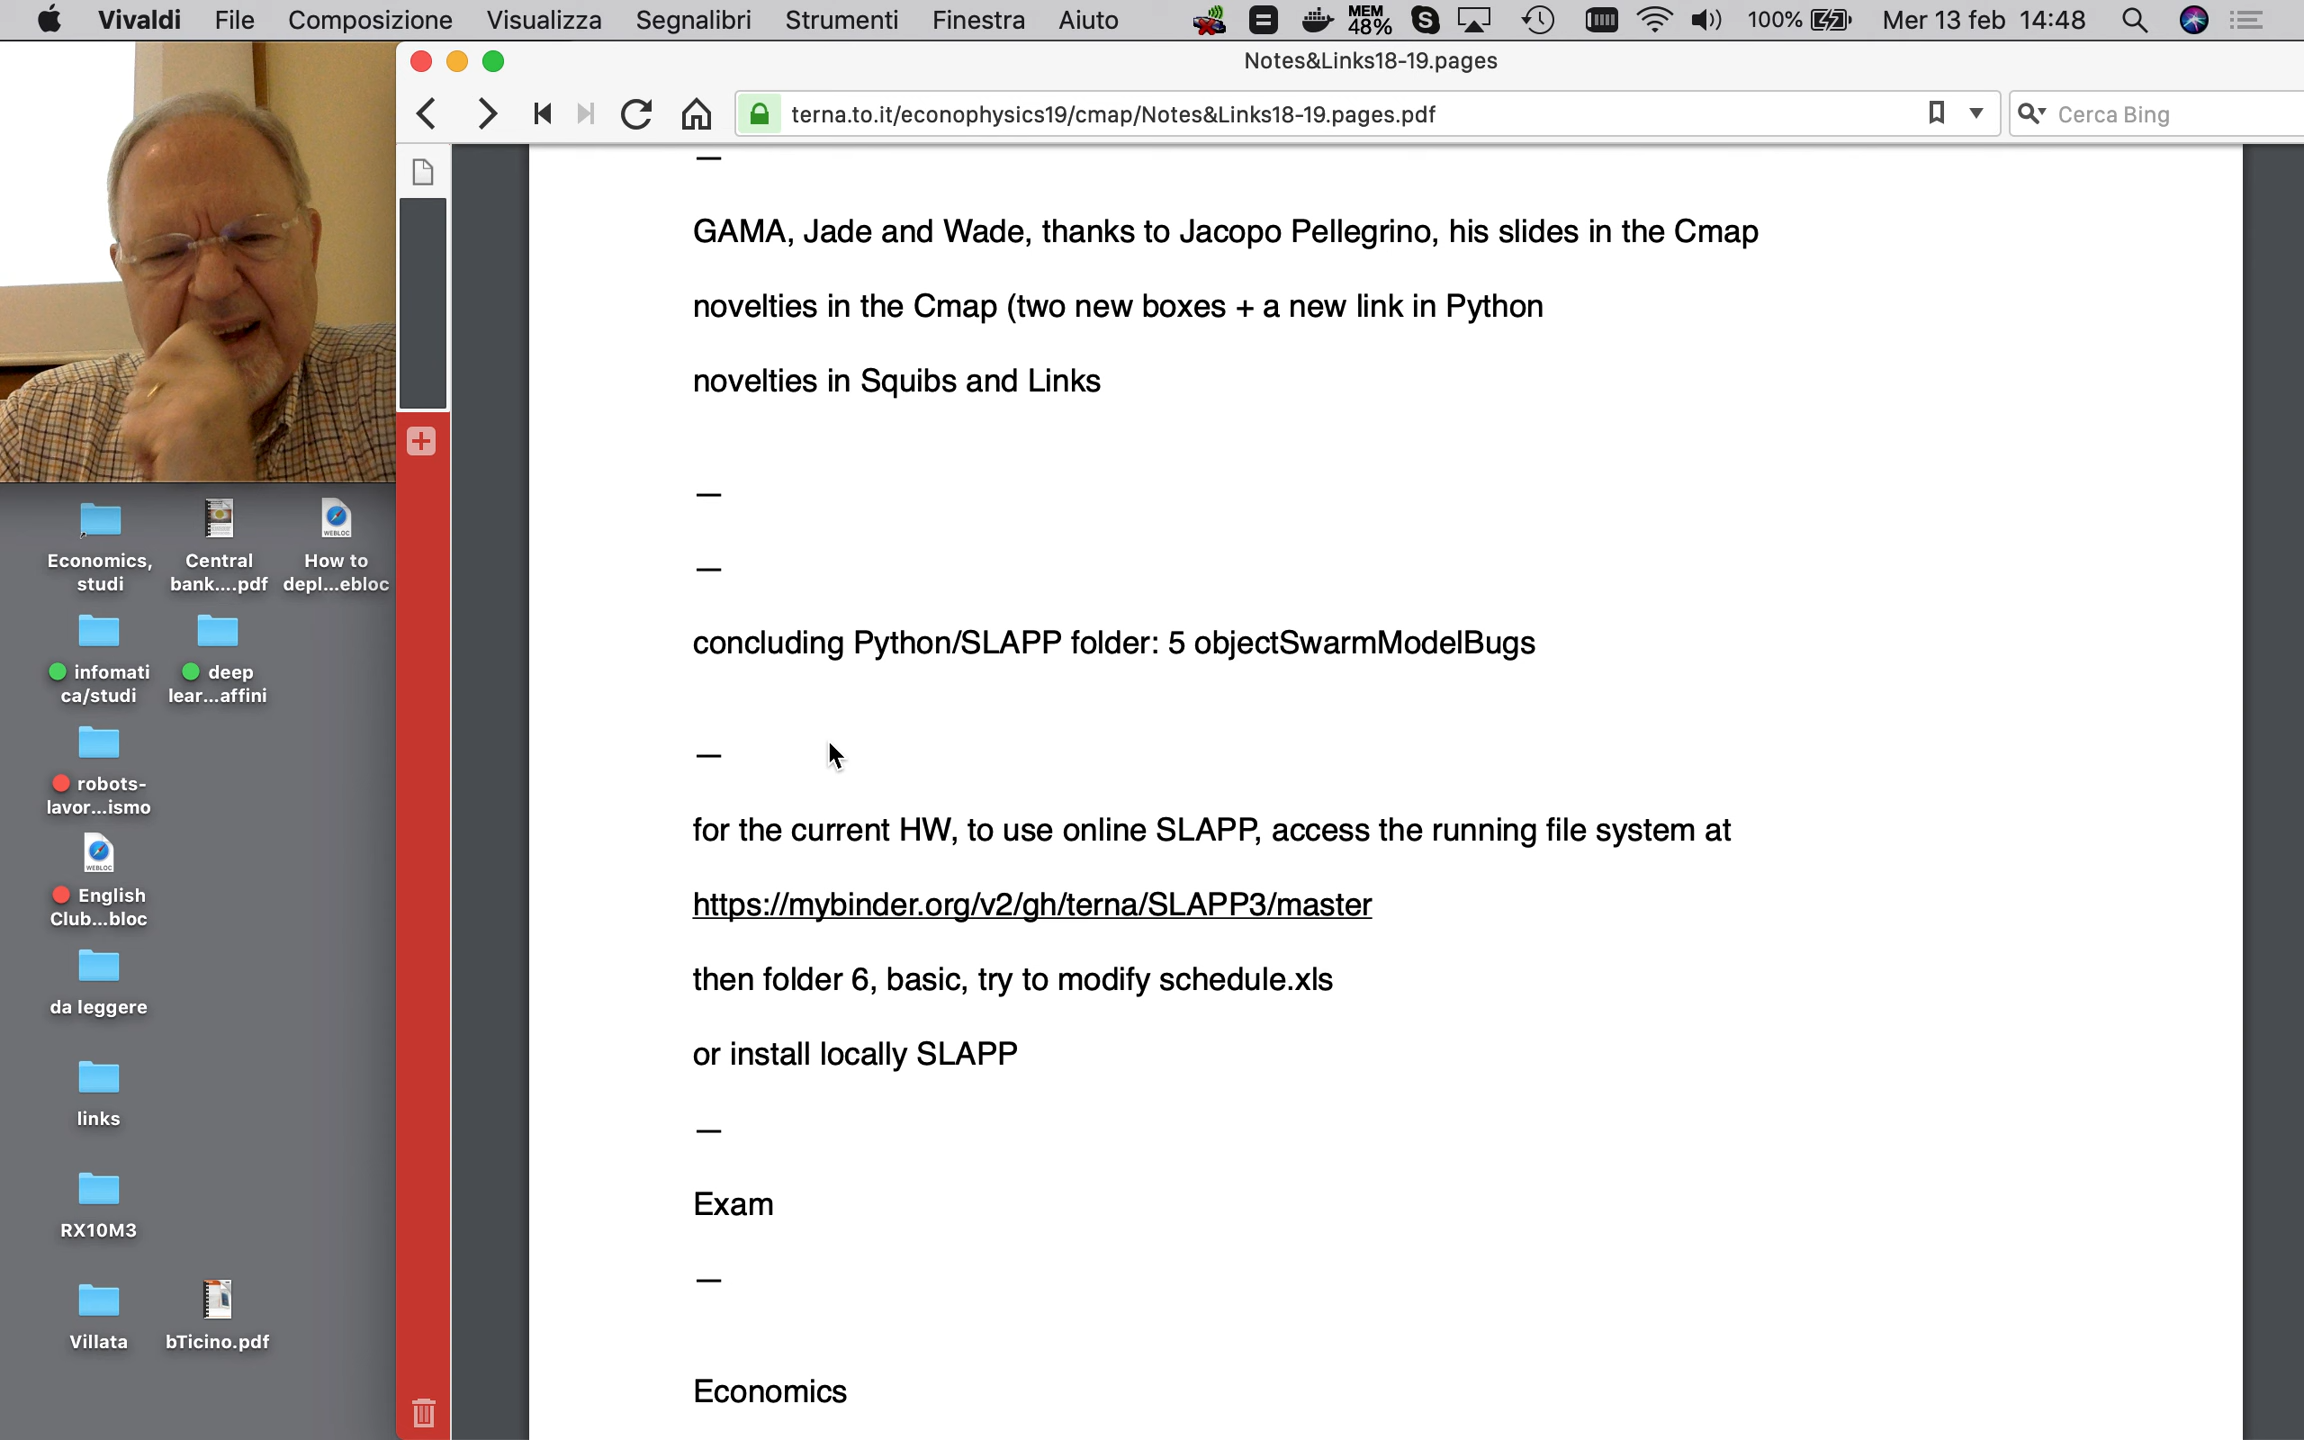 Vivaldi File Composizione Visualizza Segnalibri Strumenti Finestra Aiuto MEM 48% 100% Mer 13 feb 14:48
Notes&Links18-19.pages
terna.to.it/econophysics19/cmap/Notes&Links18-19.pages.pdf Cerca Bing
—
GAMA, Jade and Wade, thanks to Jacopo Pellegrino, his slides in the Cmap
novelties in the Cmap (two new boxes + a new link in Python
novelties in Squibs and Links
—
—
concluding Python/SLAPP folder: 5 objectSwarmModelBugs
—
for the current HW, to use online SLAPP, access the running file system at
https://mybinder.org/v2/gh/terna/SLAPP3/master
then folder 6, basic, try to modify schedule.xls
or install locally SLAPP
—
Exam
—
Economics
Economics,
studi
Central
bank....pdf
WEBLOC
How to
depl...ebloc
infomati
ca/studi
deep
lear...affini
robots-
lavor...ismo
WEBLOC
English
Club...bloc
da leggere
links
RX10M3
Villata
bTicino.pdf